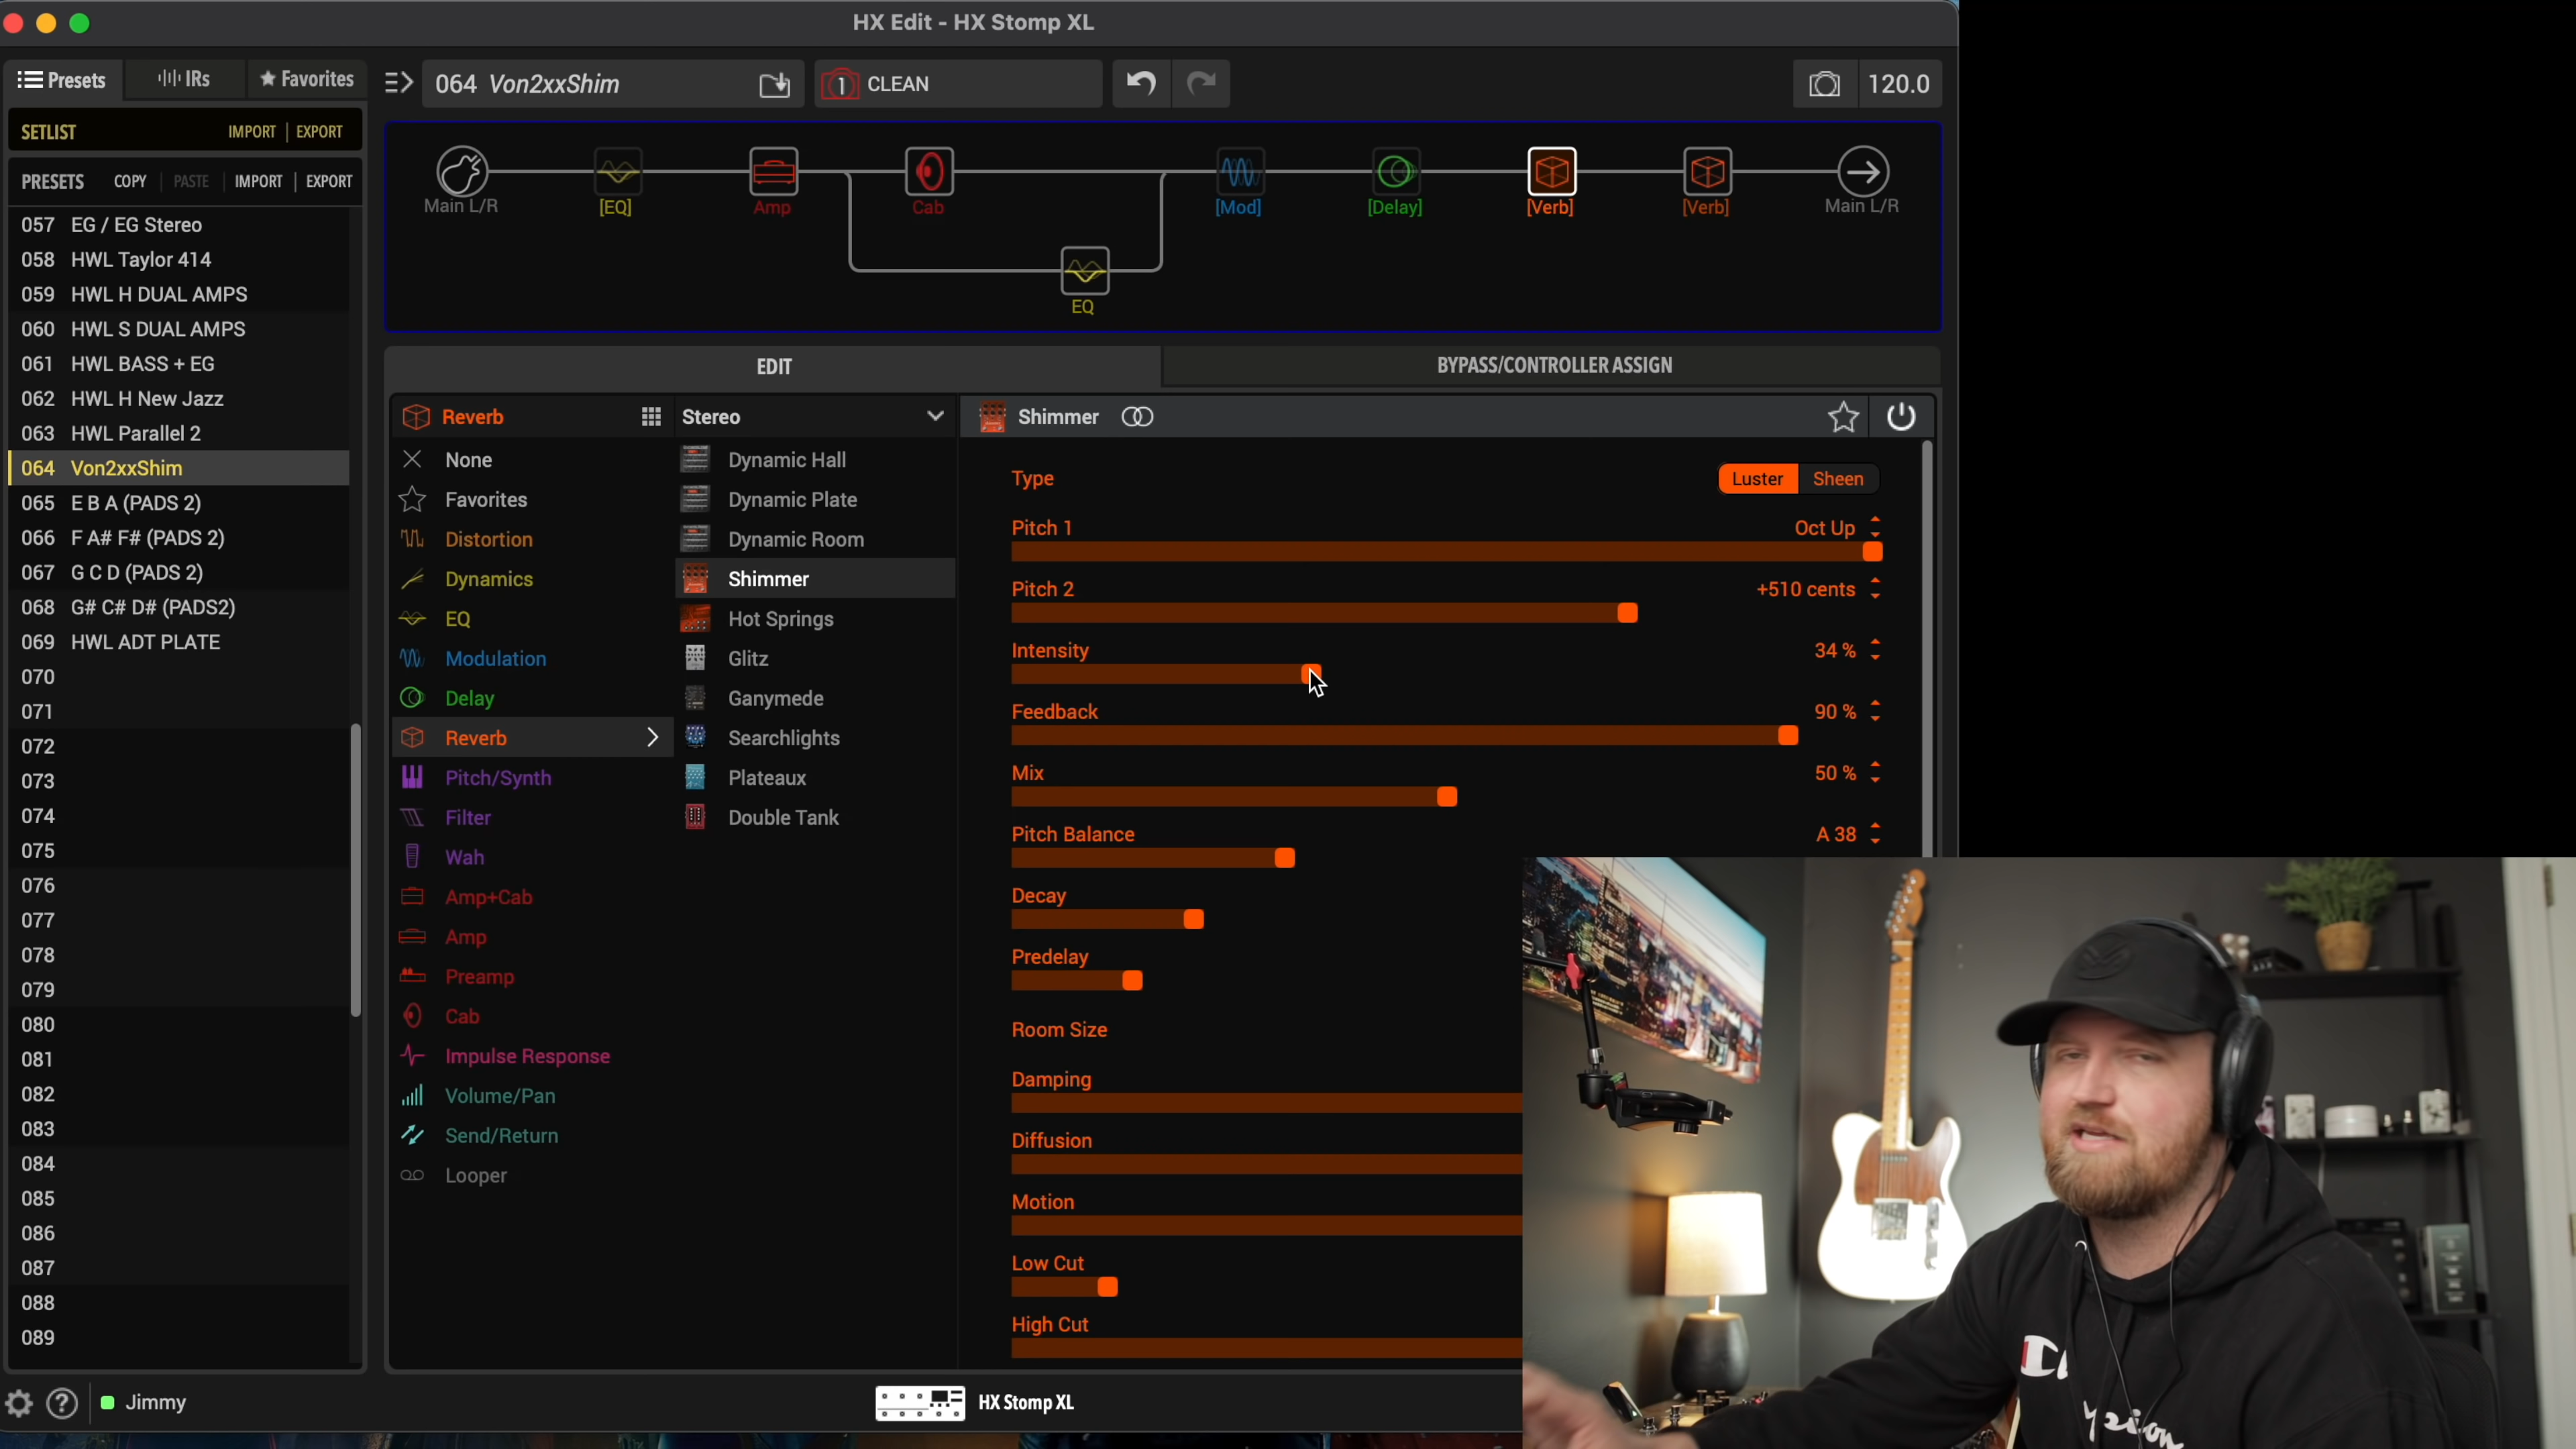 HX Edit - HX Stomp XL
Presets IRs Favorites
064 Von2xxShim 1 CLEAN 120.0
SETLIST IMPORT | EXPORT
PRESETS COPY | PASTE | IMPORT | EXPORT
Main L/R [EQ] Amp Cab [Mod] [Delay] [Verb] [Verb] Main L/R
EQ
057 EG / EG Stereo
058 HWL Taylor 414
059 HWL H DUAL AMPS
060 HWL S DUAL AMPS
061 HWL BASS + EG
062 HWL H New Jazz
063 HWL Parallel 2
064 Von2xxShim
065 E B A (PADS 2)
066 F A# F# (PADS 2)
067 G C D (PADS 2)
068 G# C# D# (PADS2)
069 HWL ADT PLATE
070
071
072
073
074
075
076
077
078
079
080
081
082
083
084
085
086
087
088
089
EDIT BYPASS/CONTROLLER ASSIGN
Reverb Stereo
None
Favorites
Distortion
Dynamics
EQ
Modulation
Delay
Reverb
Pitch/Synth
Filter
Wah
Amp+Cab
Amp
Preamp
Cab
Impulse Response
Volume/Pan
Send/Return
Looper
Dynamic Hall
Dynamic Plate
Dynamic Room
Shimmer
Hot Springs
Glitz
Ganymede
Searchlights
Plateaux
Double Tank
Shimmer
Type Luster Sheen
Pitch 1 Oct Up
Pitch 2 +510 cents
Intensity 34 %
Feedback 90 %
Mix 50 %
Pitch Balance A 38
Decay
Predelay
Room Size
Damping
Diffusion
Motion
Low Cut
High Cut
? Jimmy HX Stomp XL